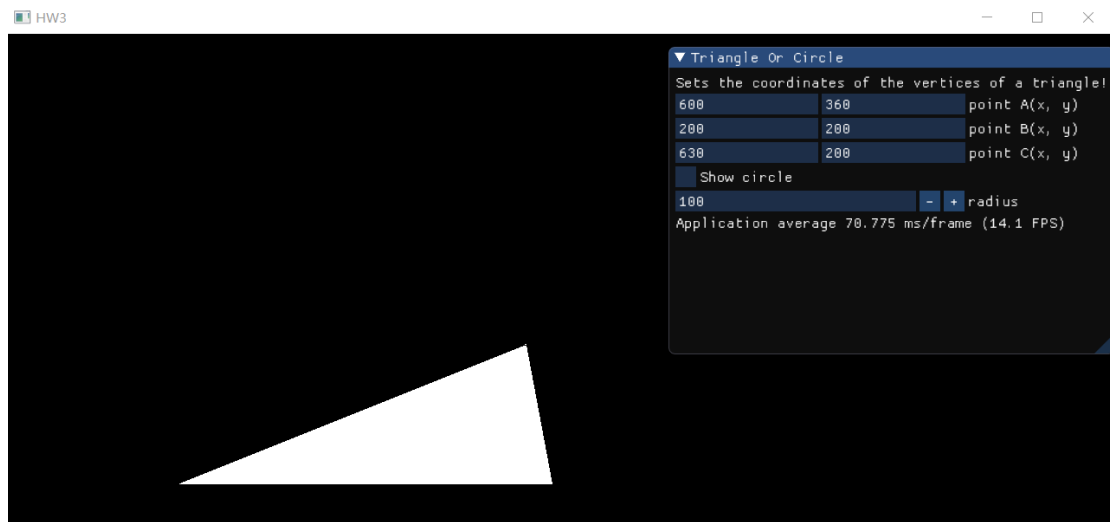 HW3
Triangle Or Circle
Sets the coordinates of the vertices of a triangle!
600 360 point A(x, y)
200 200 point B(x, y)
630 200 point C(x, y)
Show circle
100 - + radius
Application average 70.775 ms/frame (14.1 FPS)